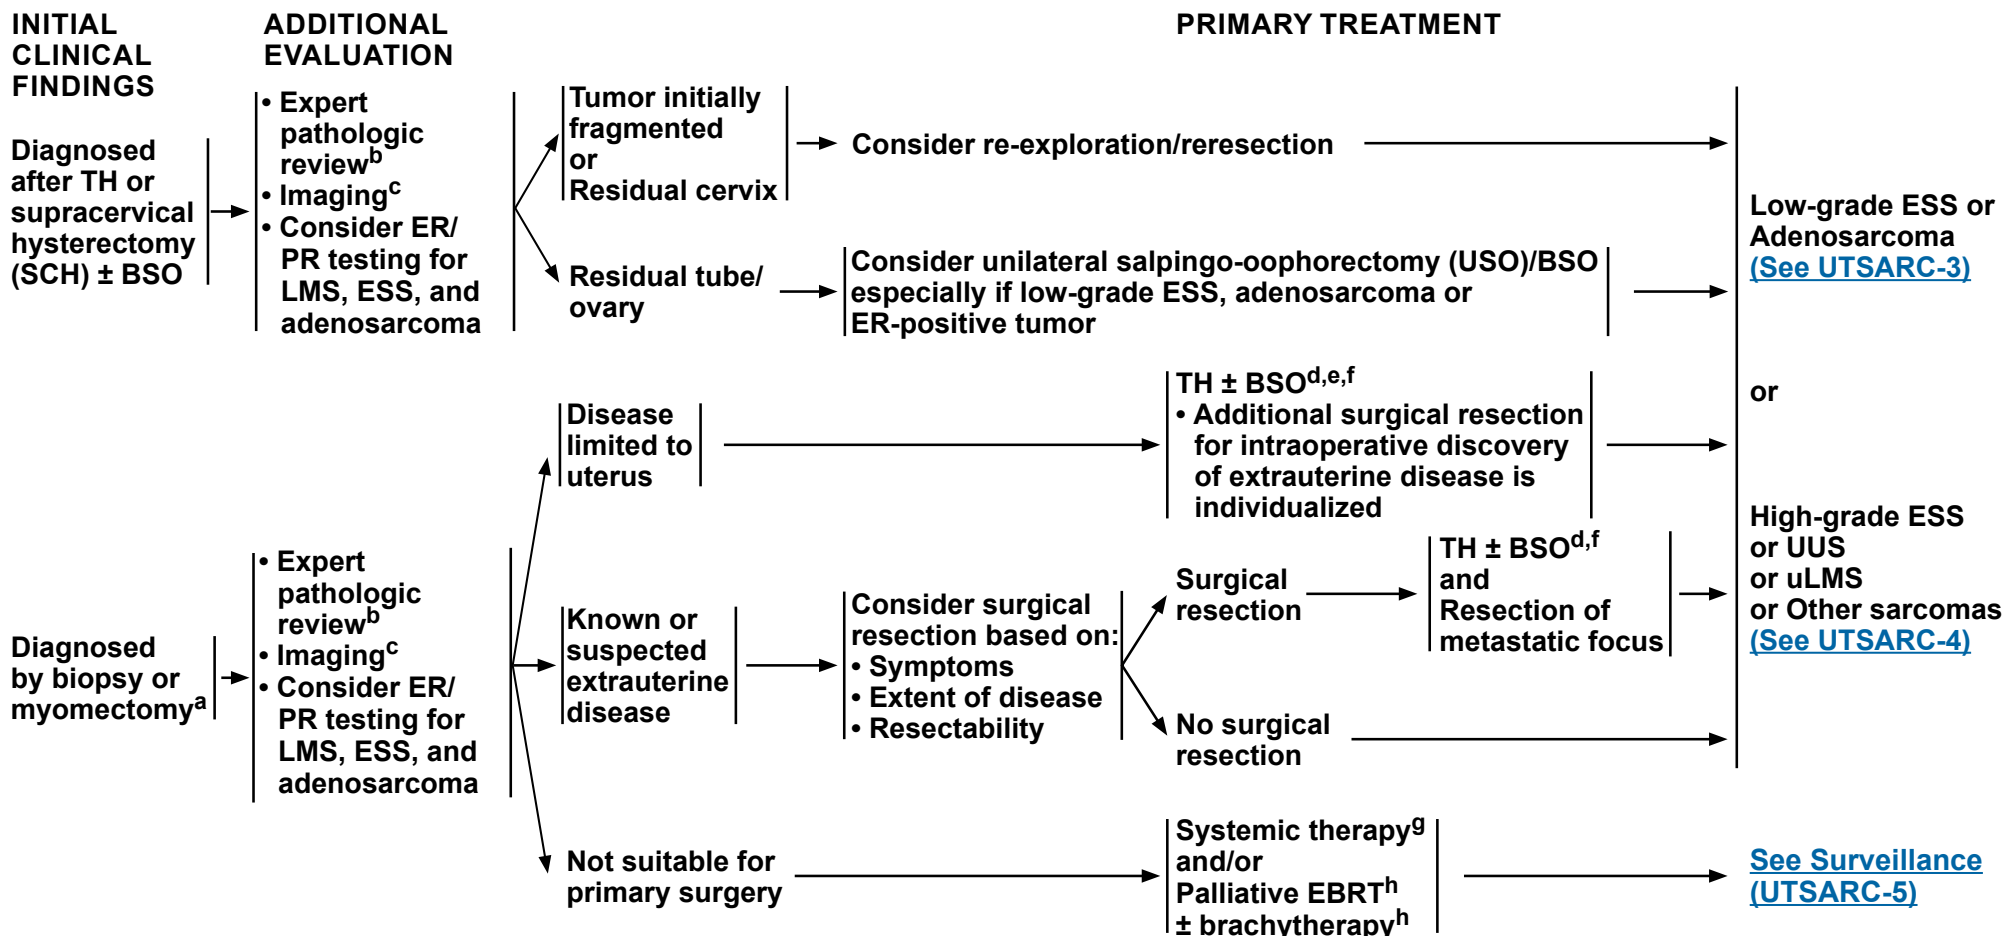 INITIAL
CLINICAL
FINDINGS
ADDITIONAL
EVALUATION
PRIMARY TREATMENT
Diagnosed
after TH or
supracervical
hysterectomy
(SCH) ± BSO
• Expert
pathologic
reviewb
• Imagingc
• Consider ER/
PR testing for
LMS, ESS, and
adenosarcoma
Tumor initially
fragmented
or
Residual cervix
Consider re-exploration/reresection
Residual tube/
ovary
Consider unilateral salpingo-oophorectomy (USO)/BSO
especially if low-grade ESS, adenosarcoma or
ER-positive tumor
Diagnosed
by biopsy or
myomectomya
• Expert
pathologic
reviewb
• Imagingc
• Consider ER/
PR testing for
LMS, ESS, and
adenosarcoma
Disease
limited to
uterus
TH ± BSOd,e,f
• Additional surgical resection
for intraoperative discovery
of extrauterine disease is
individualized
Known or
suspected
extrauterine
disease
Consider surgical
resection based on:
• Symptoms
• Extent of disease
• Resectability
Surgical
resection
TH ± BSOd,f
and
Resection of
metastatic focus
No surgical
resection
Not suitable for
primary surgery
Systemic therapyg
and/or
Palliative EBRTh
± brachytherapyh
Low-grade ESS or
Adenosarcoma
(See UTSARC-3)
or
High-grade ESS
or UUS
or uLMS
or Other sarcomas
(See UTSARC-4)
See Surveillance
(UTSARC-5)